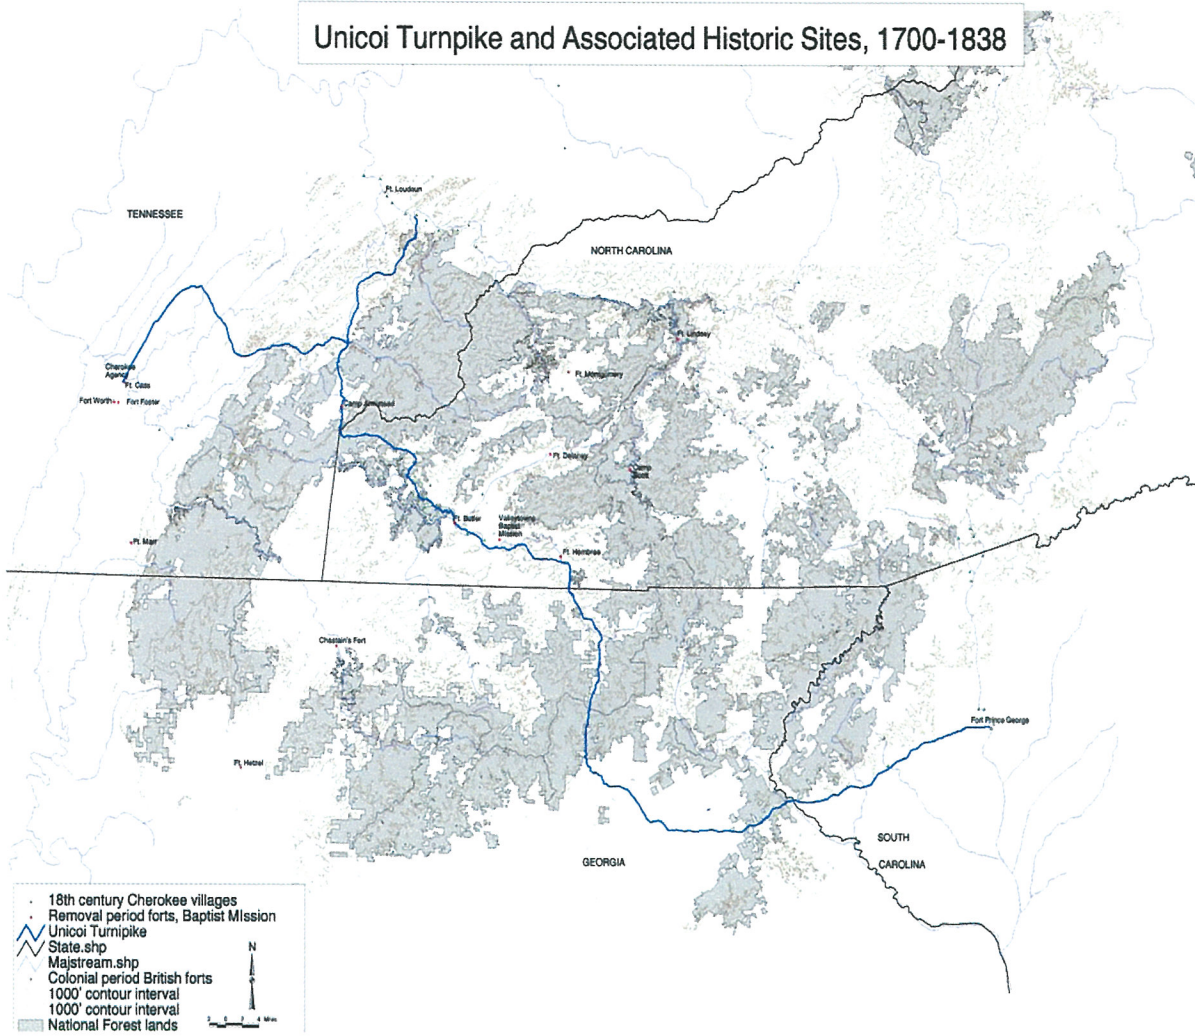 Unicoi Turnpike and Associated Historic Sites, 1700-1838
Ft. Loudoun
TENNESSEE
NORTH CAROLINA
Ft. Lindsay
Cherokee
Agency
Ft. Cass
Ft. Montgomery
Fort Worth
Fort Foster
Camp Armistead
Ft. Delaney
Camp
Scott
Ft. Butler
Valleytowns
Baptist
Mission
Ft. Marr
Ft. Hembree
Chastain's Fort
Fort Prince George
Ft. Hetzel
GEORGIA
SOUTH
CAROLINA
18th century Cherokee villages
Removal period forts, Baptist MIssion
Unicoi Turnipike
State.shp
Majstream.shp
Colonial period British forts
1000' contour interval
1000' contour interval
National Forest lands
N
4 Miles